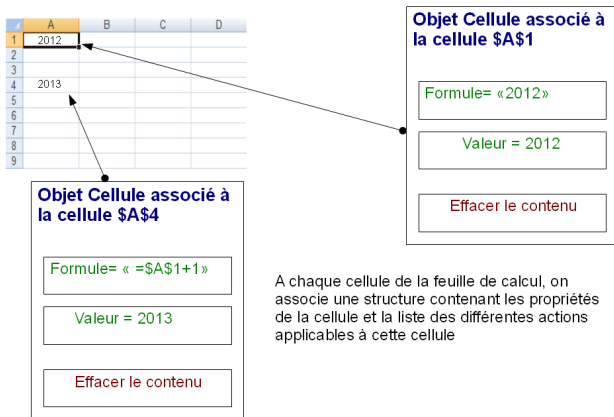 A B C D
1 2012
2
3
4 2013
5
6
7
8
9
Objet Cellule associé à
la cellule $A$1
Formule= «2012»
Valeur = 2012
Effacer le contenu
Objet Cellule associé à
la cellule $A$4
Formule= « =$A$1+1»
Valeur = 2013
Effacer le contenu
A chaque cellule de la feuille de calcul, on
associe une structure contenant les propriétés
de la cellule et la liste des différentes actions
applicables à cette cellule